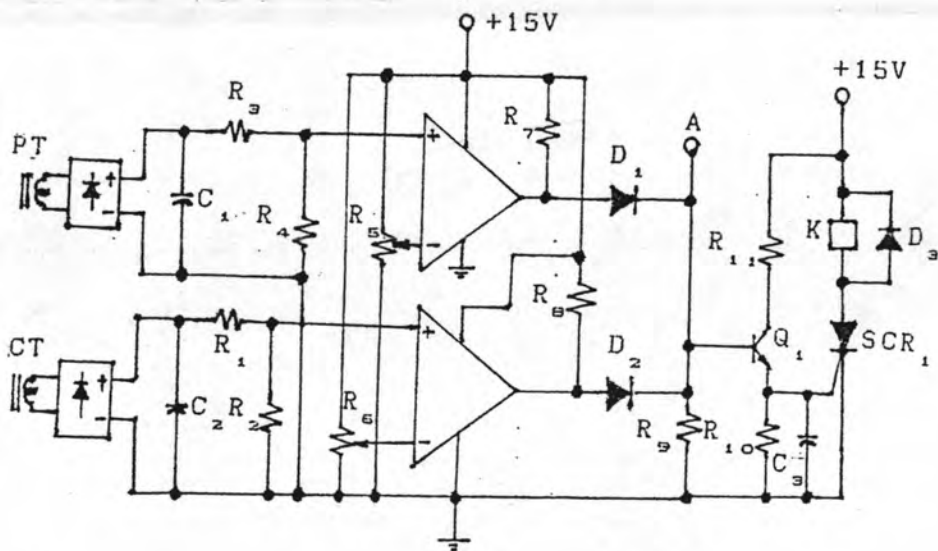 +15V
+15V
R3
A
R7
PT
D1
+
+
-
-
C1
R4
R5
K
D3
R11
R8
CT
R1
D2
Q1
SCR1
+
+
-
-
C2
R2
R6
R9
R10
C3